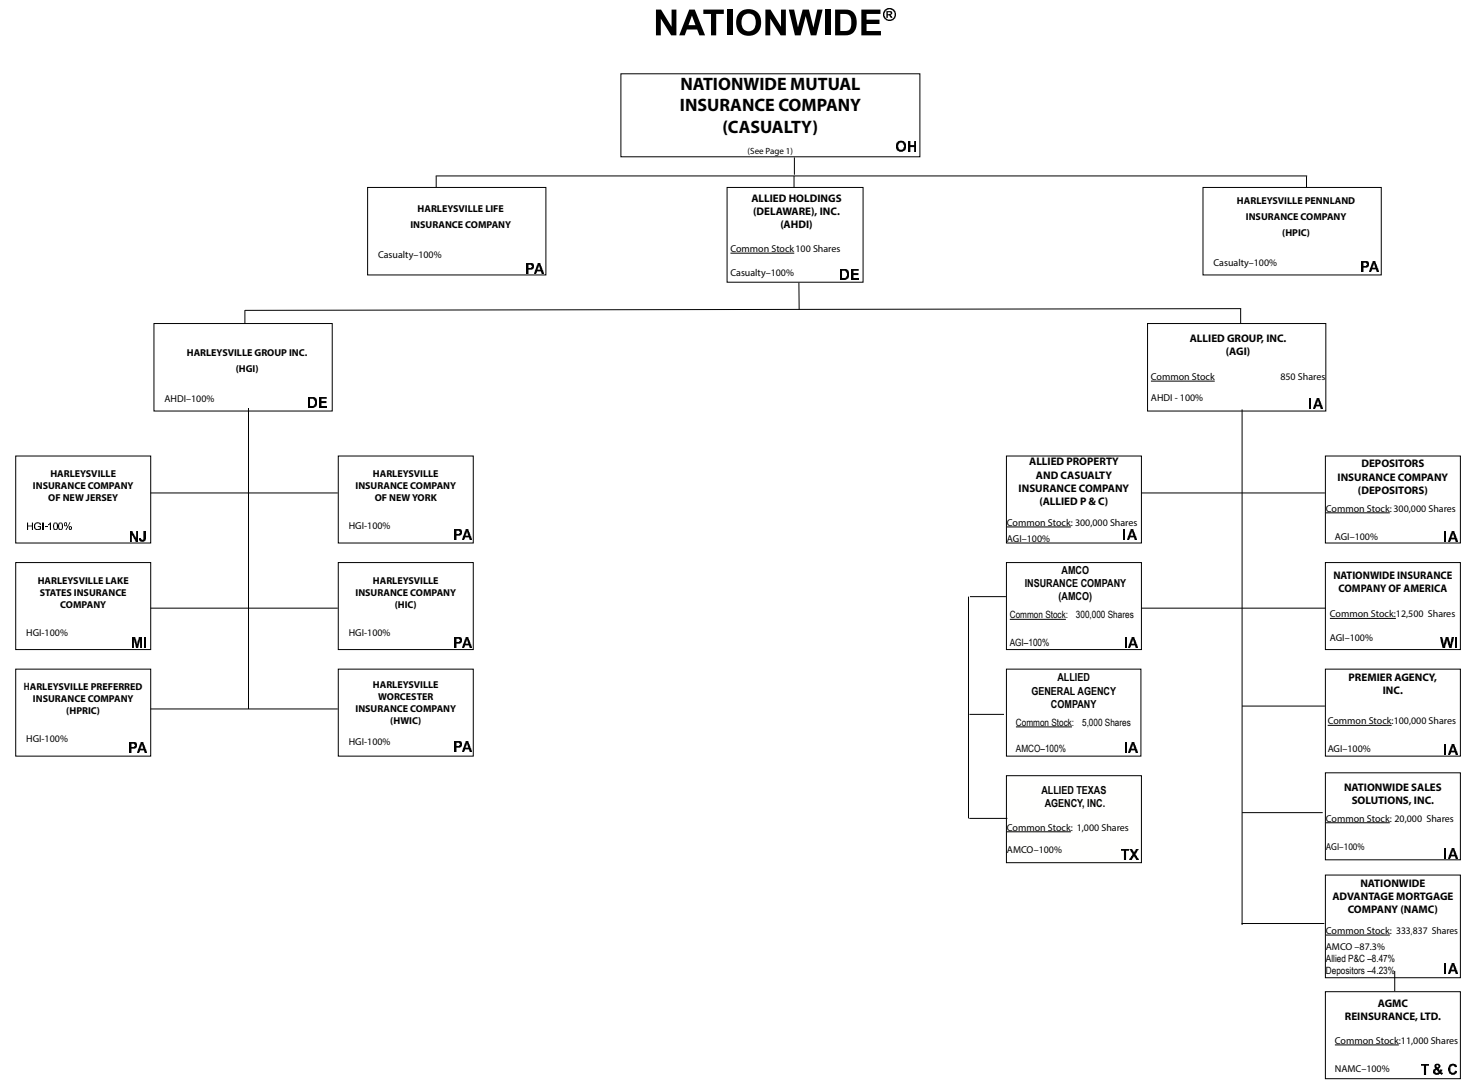 NATIONWIDE®
NATIONWIDE MUTUAL
INSURANCE COMPANY
(CASUALTY)
(See Page 1)
OH
HARLEYSVILLE LIFE
INSURANCE COMPANY
Casualty–100%
PA
ALLIED HOLDINGS
(DELAWARE), INC.
(AHDI)
Common Stock 100 Shares
Casualty–100%
DE
HARLEYSVILLE PENNLAND
INSURANCE COMPANY
(HPIC)
Casualty–100%
PA
HARLEYSVILLE GROUP INC.
(HGI)
AHDI–100%
DE
ALLIED GROUP, INC.
(AGI)
Common Stock 850 Shares
AHDI - 100%
IA
HARLEYSVILLE
INSURANCE COMPANY
OF NEW JERSEY
HGI-100%
NJ
HARLEYSVILLE
INSURANCE COMPANY
OF NEW YORK
HGI-100%
PA
HARLEYSVILLE LAKE
STATES INSURANCE
COMPANY
HGI-100%
MI
HARLEYSVILLE
INSURANCE COMPANY
(HIC)
HGI-100%
PA
HARLEYSVILLE PREFERRED
INSURANCE COMPANY
(HPRIC)
HGI-100%
PA
HARLEYSVILLE
WORCESTER
INSURANCE COMPANY
(HWIC)
HGI-100%
PA
ALLIED PROPERTY
AND CASUALTY
INSURANCE COMPANY
(ALLIED P & C)
Common Stock: 300,000 Shares
AGI–100%
IA
AMCO
INSURANCE COMPANY
(AMCO)
Common Stock: 300,000 Shares
AGI–100%
IA
ALLIED
GENERAL AGENCY
COMPANY
Common Stock: 5,000 Shares
AMCO–100%
IA
ALLIED TEXAS
AGENCY, INC.
Common Stock: 1,000 Shares
AMCO–100%
TX
DEPOSITORS
INSURANCE COMPANY
(DEPOSITORS)
Common Stock: 300,000 Shares
AGI–100%
IA
NATIONWIDE INSURANCE
COMPANY OF AMERICA
Common Stock:12,500 Shares
AGI–100%
WI
PREMIER AGENCY,
INC.
Common Stock:100,000 Shares
AGI–100%
IA
NATIONWIDE SALES
SOLUTIONS, INC.
Common Stock: 20,000 Shares
AGI–100%
IA
NATIONWIDE
ADVANTAGE MORTGAGE
COMPANY (NAMC)
Common Stock: 333,837 Shares
AMCO –87.3%
Allied P&C –8.47%
Depositors –4.23%
IA
AGMC
REINSURANCE, LTD.
Common Stock:11,000 Shares
NAMC–100%
T & C